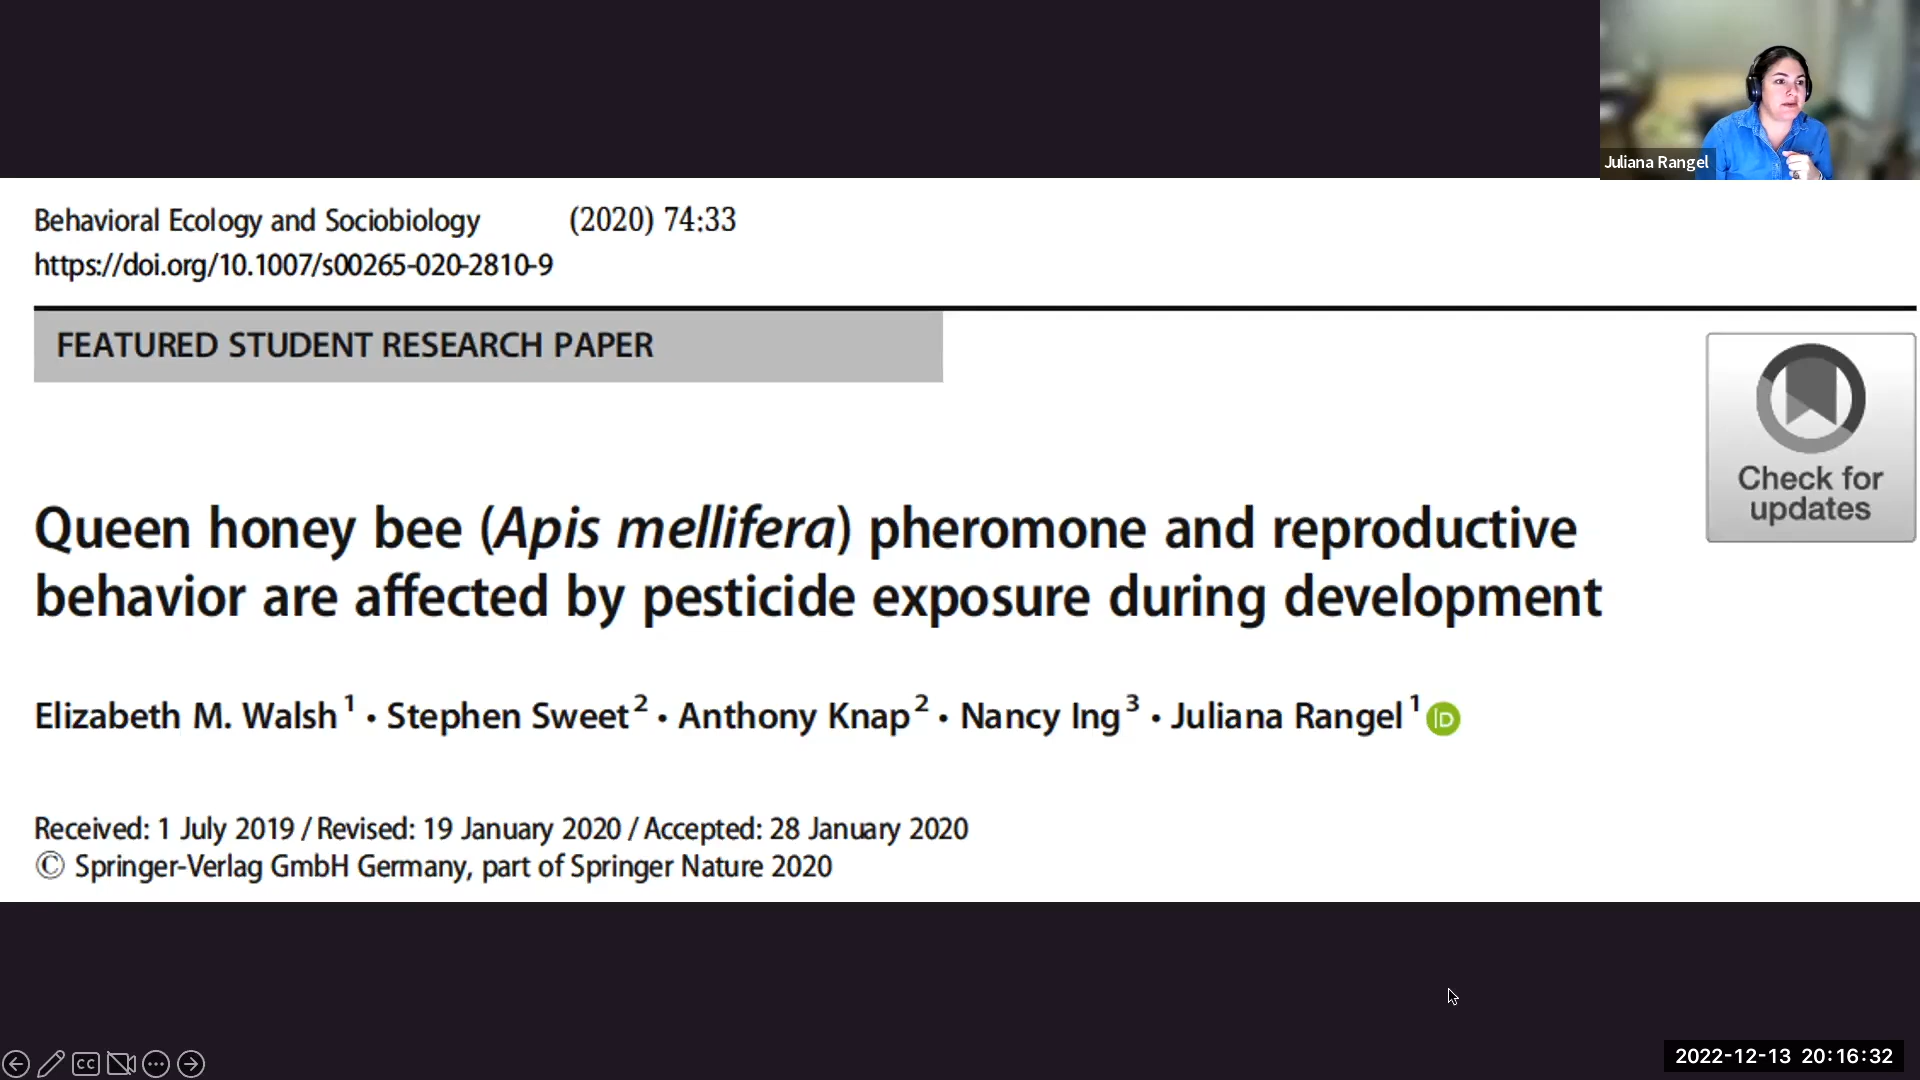 Juliana Rangel
Behavioral Ecology and Sociobiology (2020) 74:33
https://doi.org/10.1007/s00265-020-2810-9
FEATURED STUDENT RESEARCH PAPER
Check for
updates
Queen honey bee (Apis mellifera) pheromone and reproductive
behavior are affected by pesticide exposure during development
Elizabeth M. Walsh 1 • Stephen Sweet 2 • Anthony Knap 2 • Nancy Ing 3 • Juliana Rangel 1 iD
Received: 1 July 2019 / Revised: 19 January 2020 / Accepted: 28 January 2020
© Springer-Verlag GmbH Germany, part of Springer Nature 2020
CC
2022-12-13 20:16:32